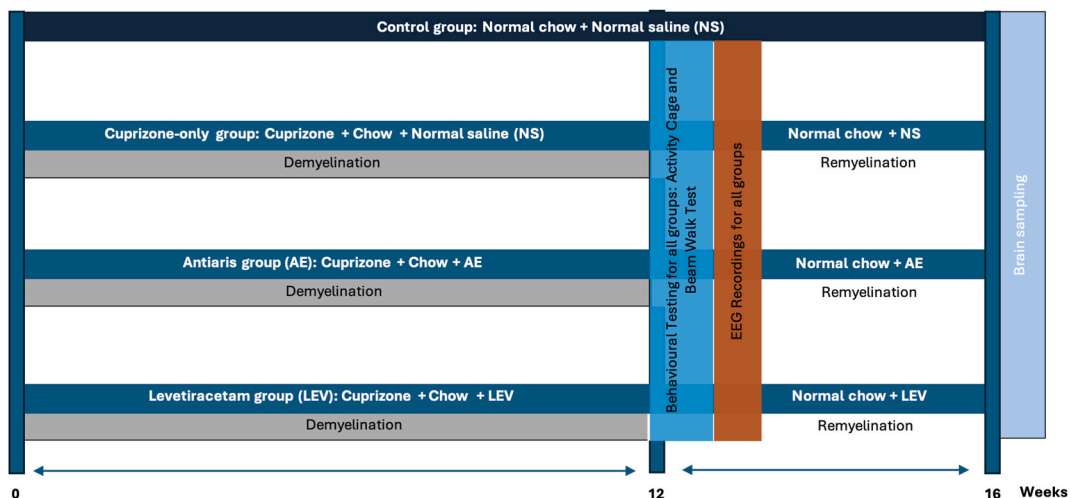 Control group: Normal chow + Normal saline (NS)
Cuprizone-only group: Cuprizone + Chow + Normal saline (NS)
Normal chow + NS
Demyelination
Remyelination
Antiaris group (AE): Cuprizone + Chow + AE
Normal chow + AE
Demyelination
Remyelination
Levetiracetam group (LEV): Cuprizone + Chow + LEV
Normal chow + LEV
Demyelination
Remyelination
Behavioural Testing for all groups: Activity Cage and
Beam Walk Test
EEG Recordings for all groups
Brain sampling
0
12
16
Weeks